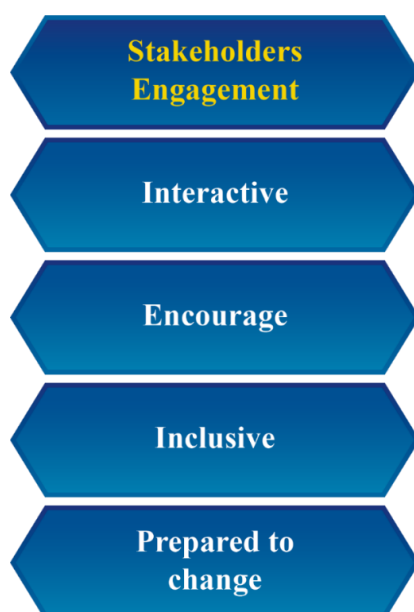 Stakeholders
Engagement
Interactive
Encourage
Inclusive
Prepared to
change